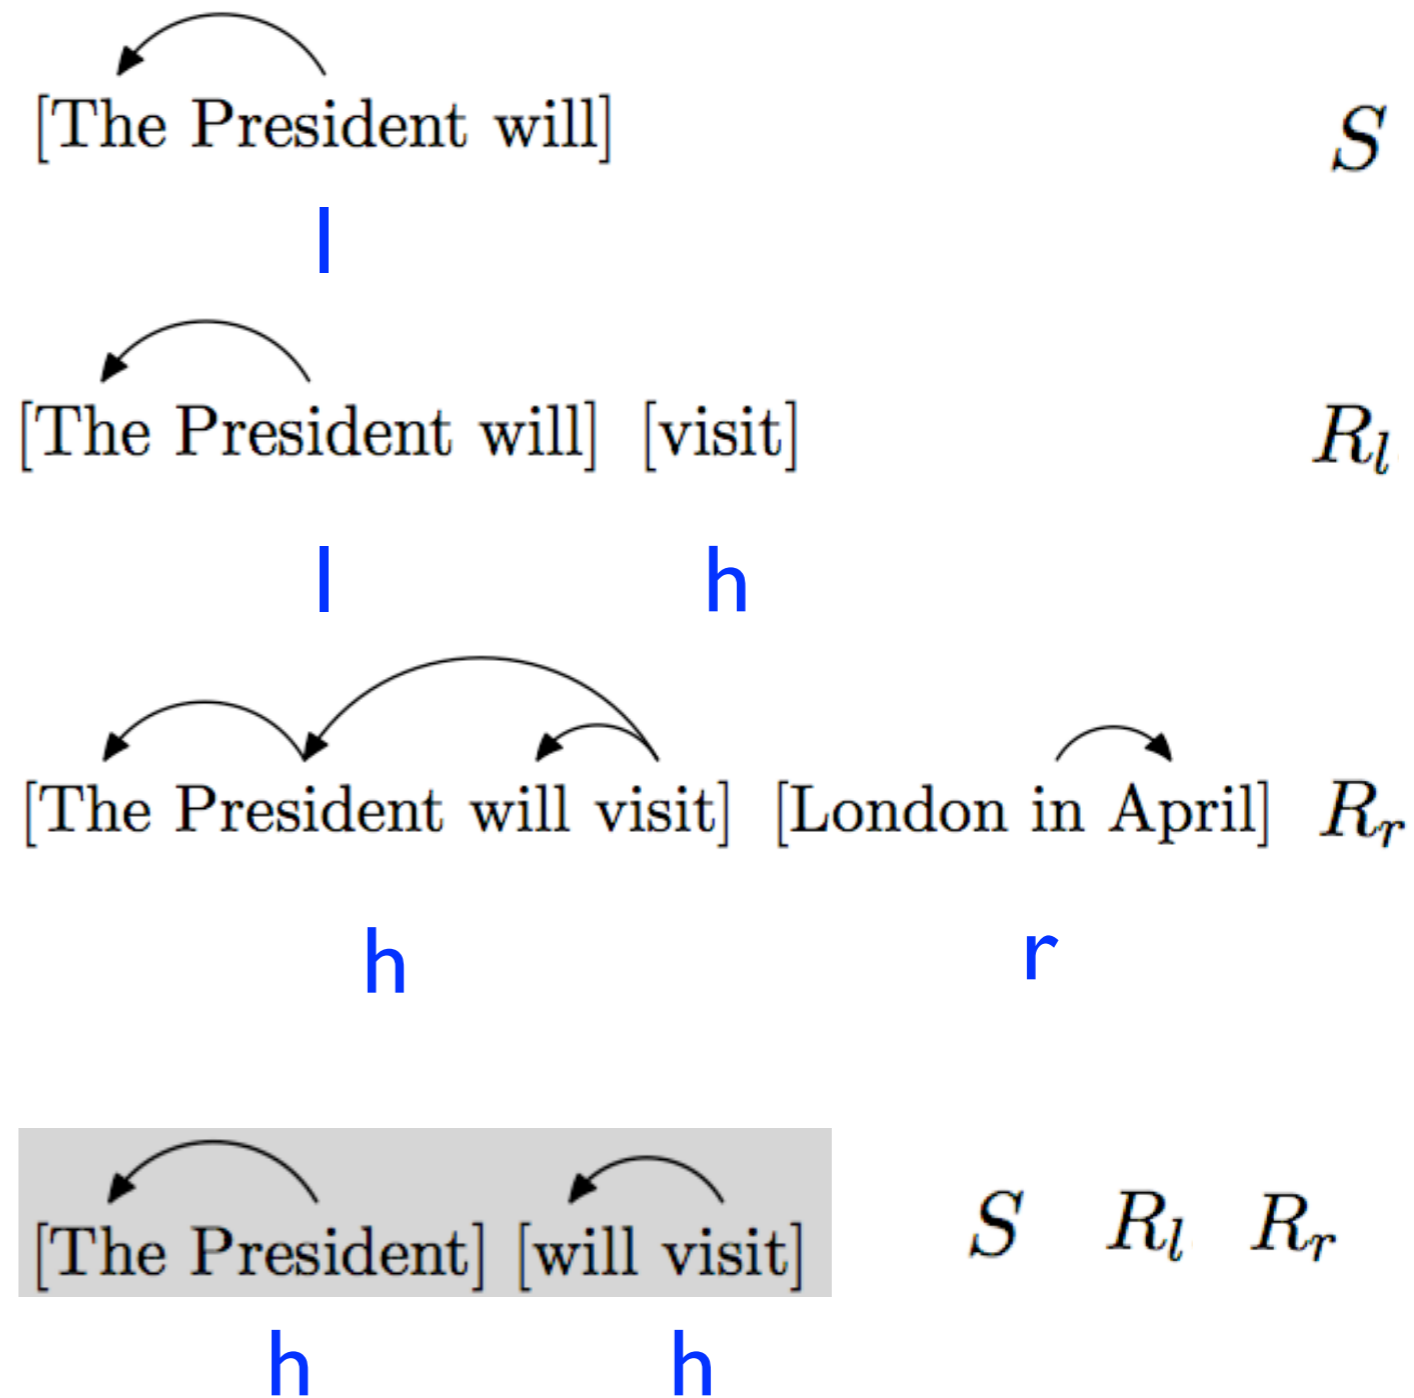 [The President will] S
l
[The President will] [visit] R_l
l h
[The President will visit] [London in April] R_r
h r
[The President] [will visit] S R_l R_r
h h